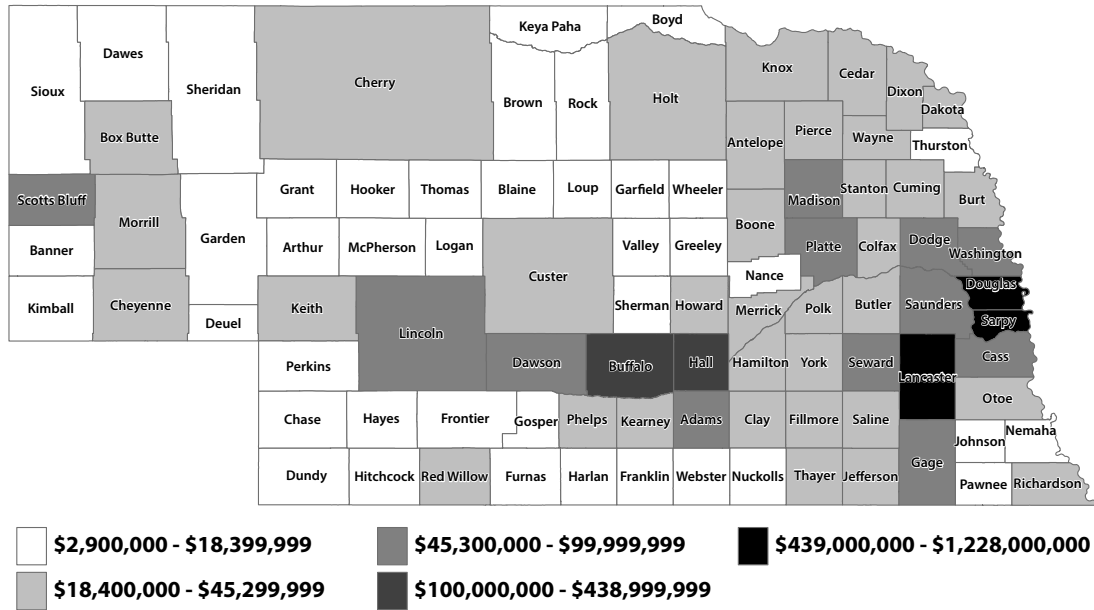 Keya Paha Boyd
Dawes
Sioux Sheridan Cherry Brown Rock Holt Knox Cedar Dixon
Dakota
Box Butte Antelope Pierce Wayne Thurston
Scotts Bluff Grant Hooker Thomas Blaine Loup Garfield Wheeler Madison Stanton Cuming Burt
Morrill Boone
Banner Garden Arthur McPherson Logan Custer Valley Greeley Platte Colfax Dodge Washington
Nance
Kimball Cheyenne Deuel Keith Lincoln Sherman Howard Merrick Polk Butler Saunders Douglas
Sarpy
Perkins Dawson Buffalo Hall Hamilton York Seward Lancaster Cass
Otoe
Chase Hayes Frontier Gosper Phelps Kearney Adams Clay Fillmore Saline Johnson Nemaha
Dundy Hitchcock Red Willow Furnas Harlan Franklin Webster Nuckolls Thayer Jefferson Gage Pawnee Richardson
$2,900,000 - $18,399,999
$18,400,000 - $45,299,999
$45,300,000 - $99,999,999
$100,000,000 - $438,999,999
$439,000,000 - $1,228,000,000